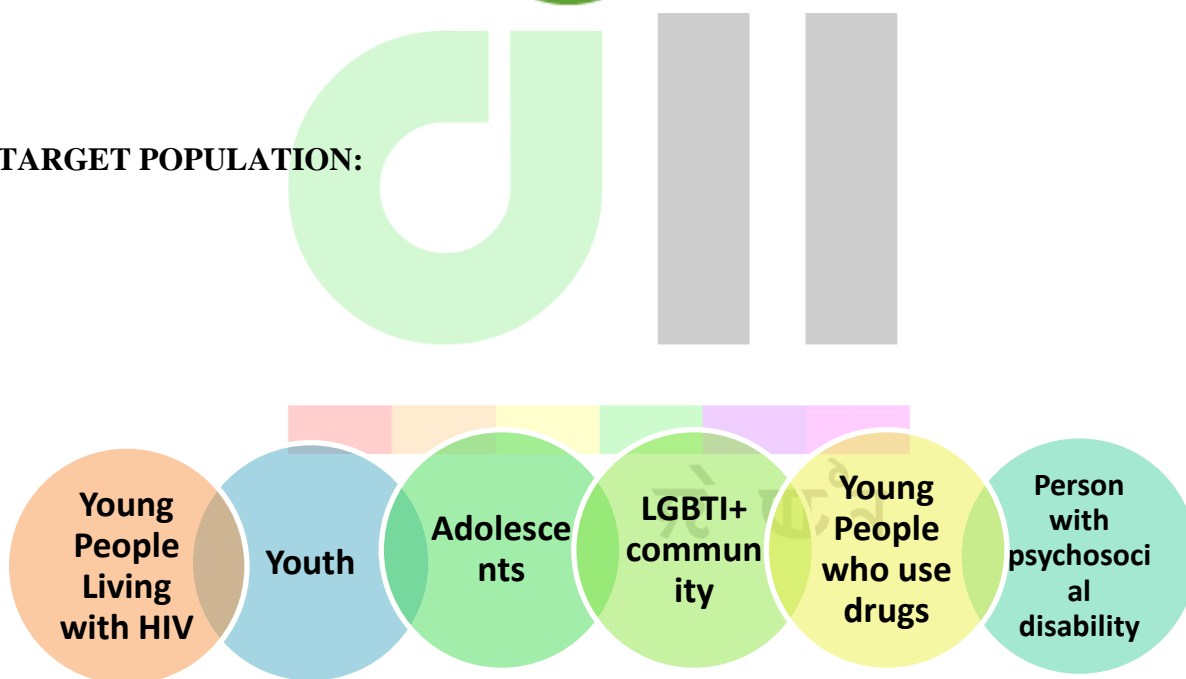 TARGET POPULATION:
Young
People
Living
with HIV
Youth
Adolesce
nts
LGBTI+
commun
ity
Young
People
who use
drugs
Person
with
psychosoci
al
disability